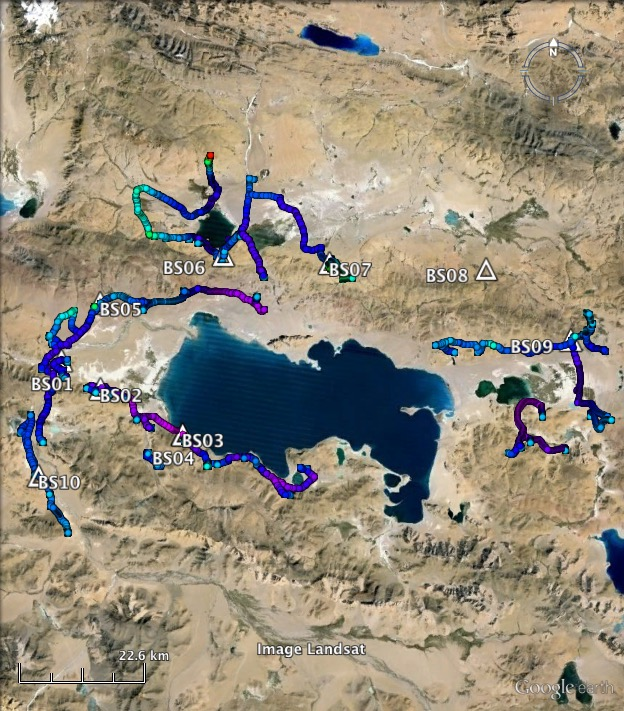 N
BS06
BS07
BS08
BS05
BS09
BS01
BS02
BS03
BS04
BS10
Image Landsat
22.6 km
Google earth